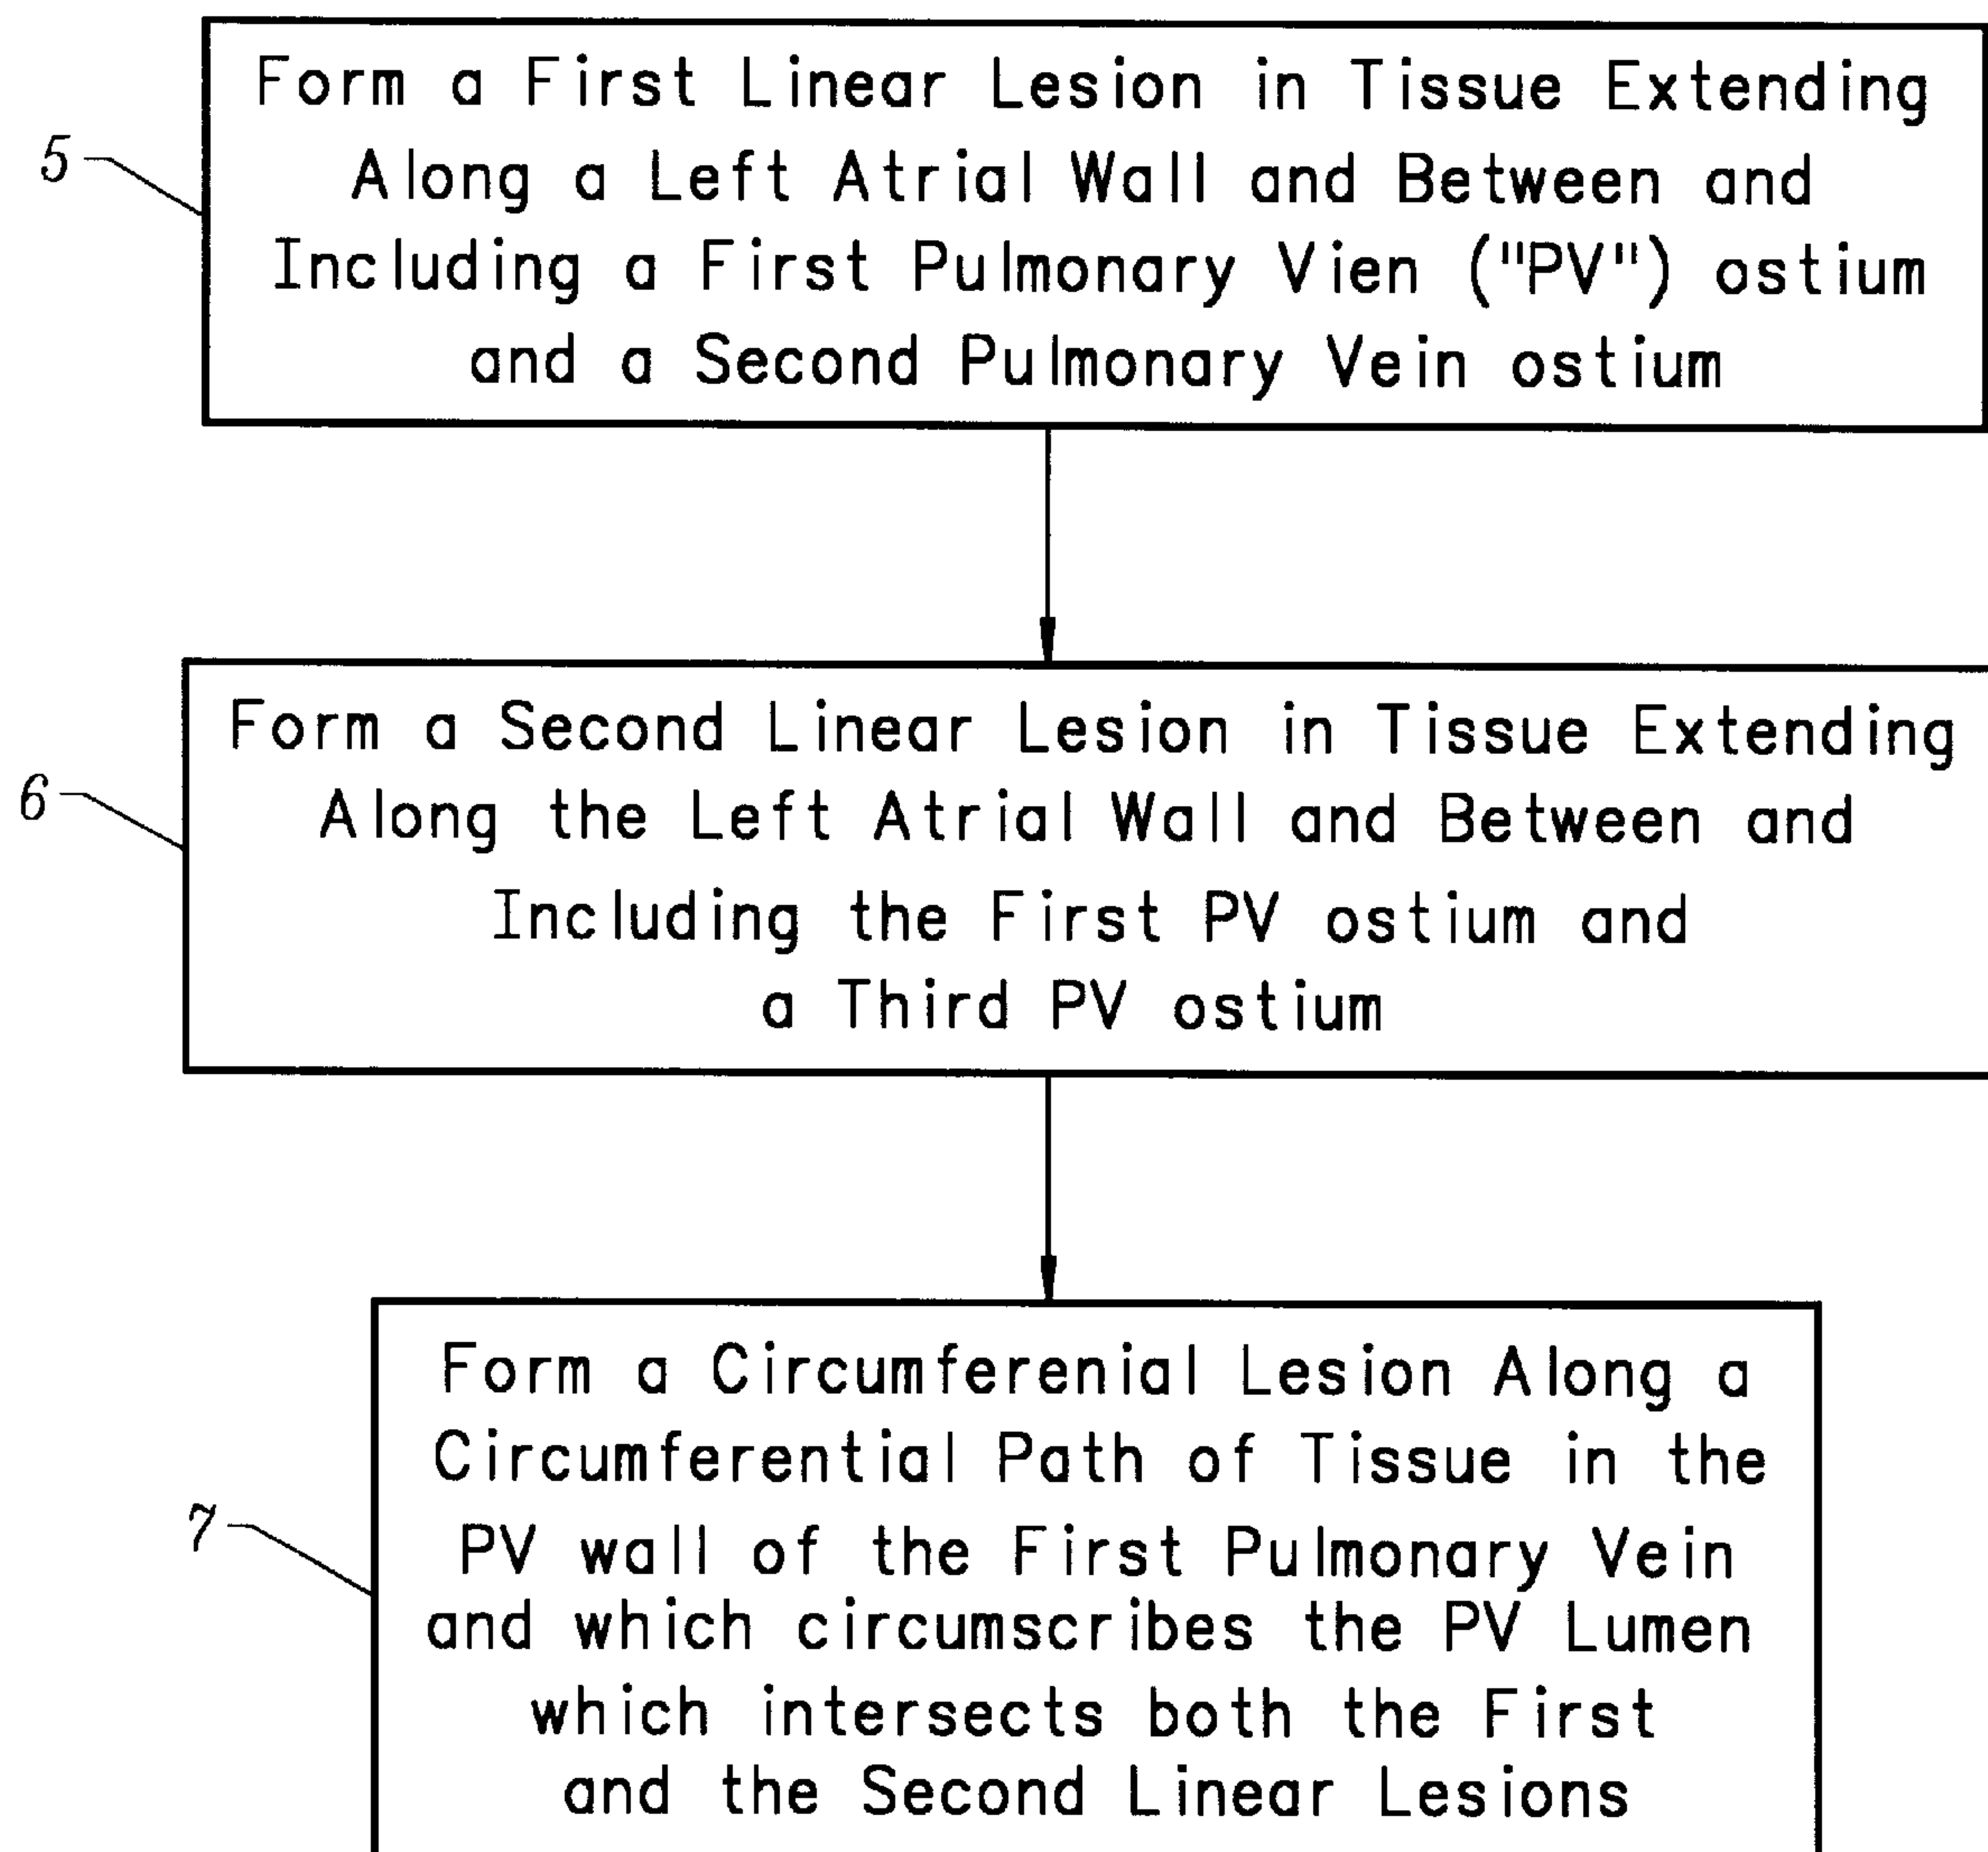 Form a First Linear Lesion in Tissue Extending
Along a Left Atrial Wall and Between and
Including a First Pulmonary Vien ("PV") ostium
and a Second Pulmonary Vein ostium
5
Form a Second Linear Lesion in Tissue Extending
Along the Left Atrial Wall and Between and
Including the First PV ostium and
a Third PV ostium
6
Form a Circumferenial Lesion Along a
Circumferential Path of Tissue in the
PV wall of the First Pulmonary Vein
and which circumscribes the PV Lumen
which intersects both the First
and the Second Linear Lesions
7